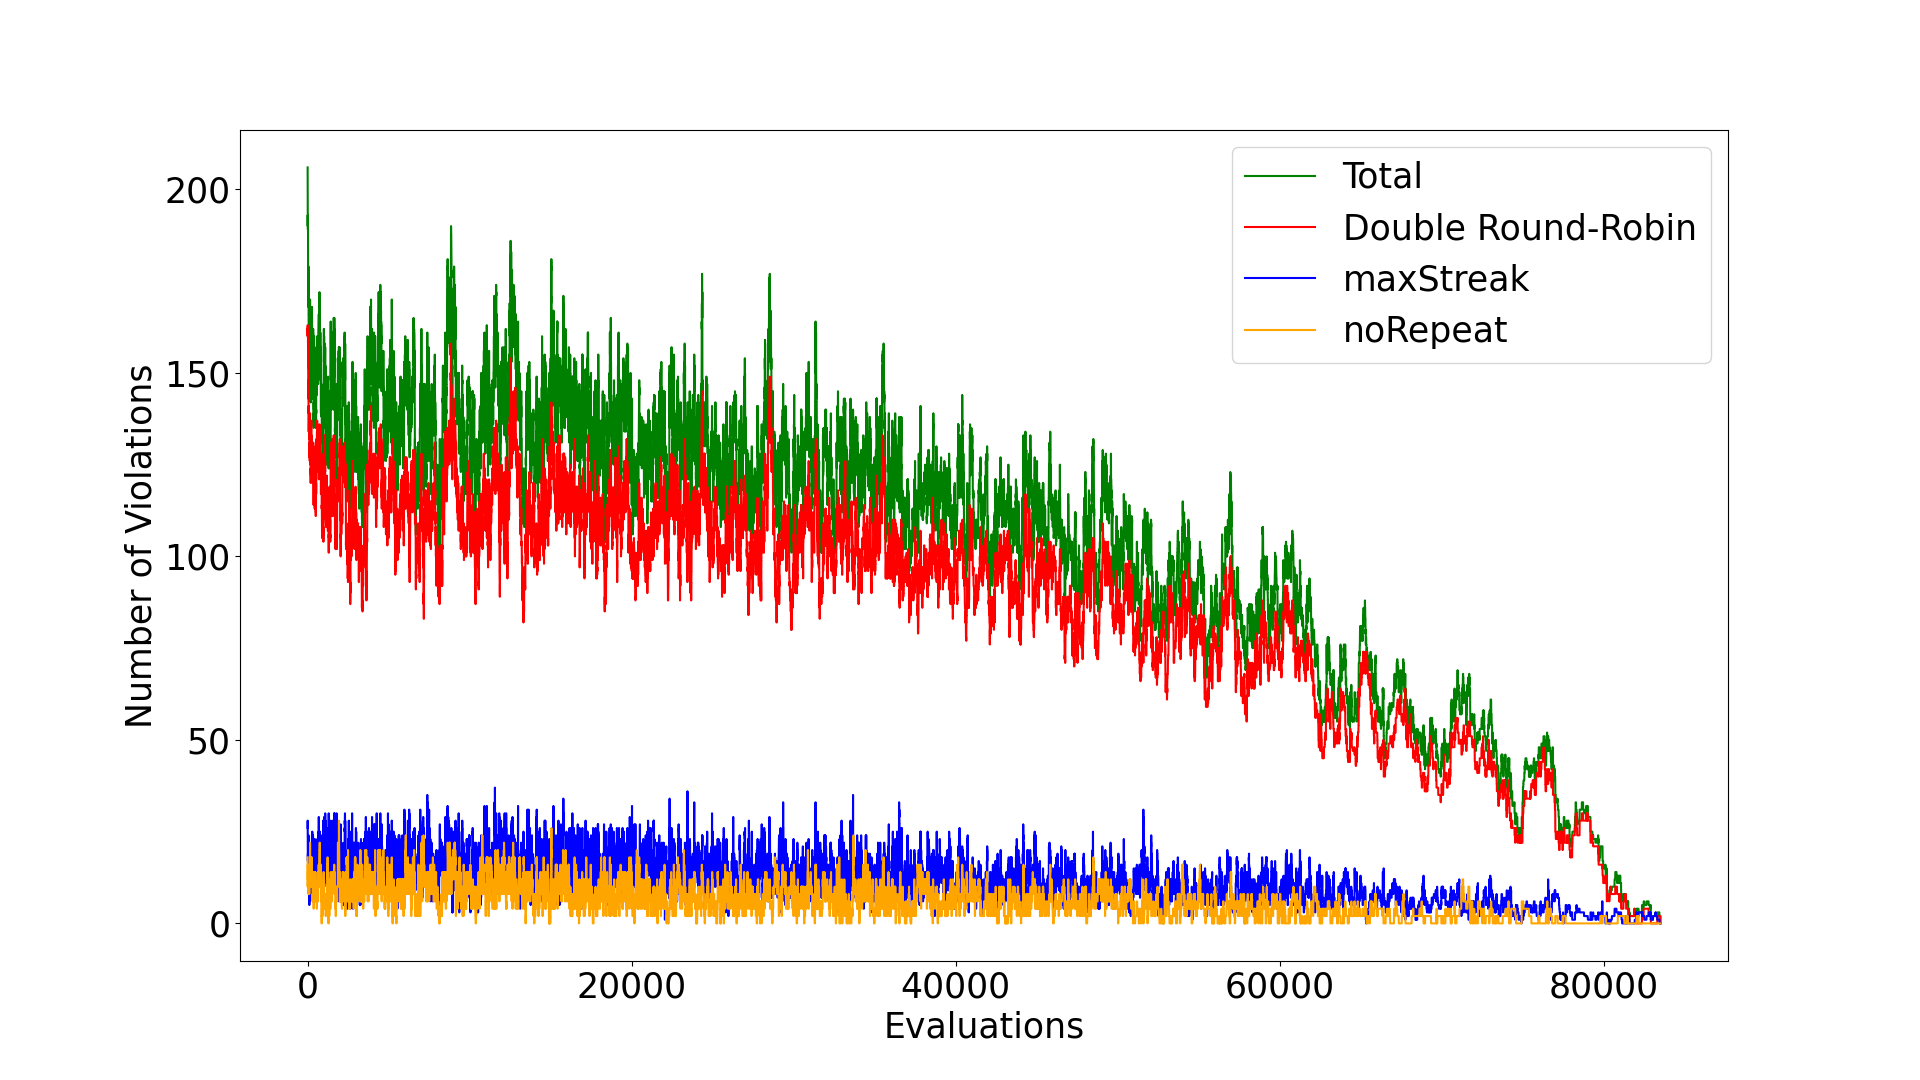 Total
Double Round-Robin
maxStreak
noRepeat
200
150
100
50
0
Number of Violations
0 20000 40000 60000 80000
Evaluations